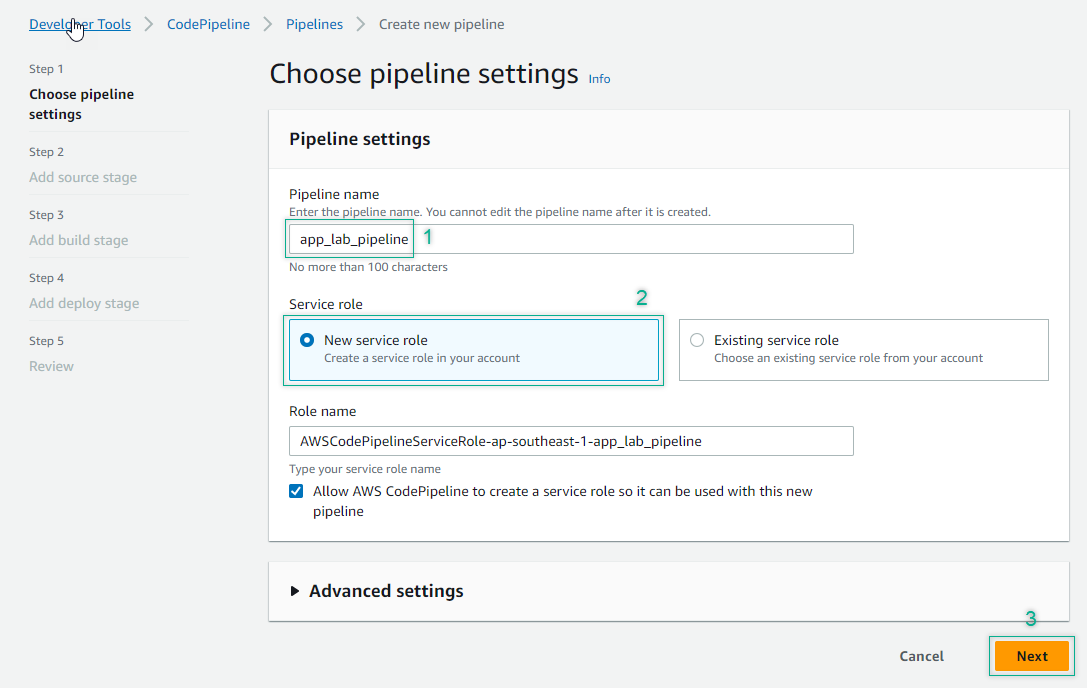 Developer Tools > CodePipeline > Pipelines > Create new pipeline
Step 1
Choose pipeline
settings
Step 2
Add source stage
Step 3
Add build stage
Step 4
Add deploy stage
Step 5
Review
Choose pipeline settings Info
Pipeline settings
Pipeline name
Enter the pipeline name. You cannot edit the pipeline name after it is created.
app_lab_pipeline 1
No more than 100 characters
Service role 2
New service role
Create a service role in your account
Existing service role
Choose an existing service role from your account
Role name
AWSCodePipelineServiceRole-ap-southeast-1-app_lab_pipeline
Type your service role name
Allow AWS CodePipeline to create a service role so it can be used with this new
pipeline
Advanced settings
3
Cancel Next